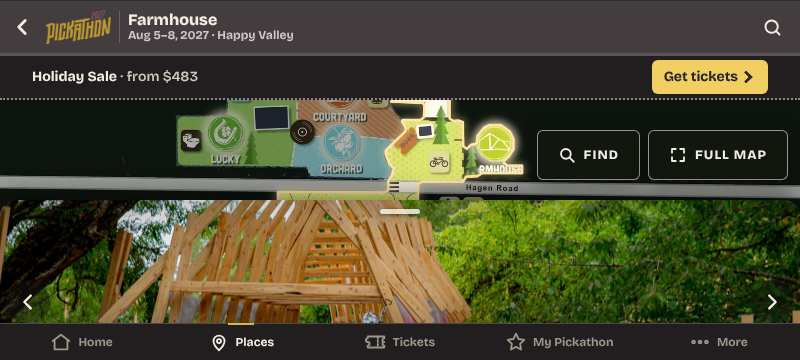 PICKATHON
Farmhouse
Aug 5–8, 2027 · Happy Valley
Holiday Sale · from $483
Get tickets
COURTYARD
LUCKY
ORCHARD
Hagen Road
FIND
FULL MAP
Home
Places
Tickets
My Pickathon
More